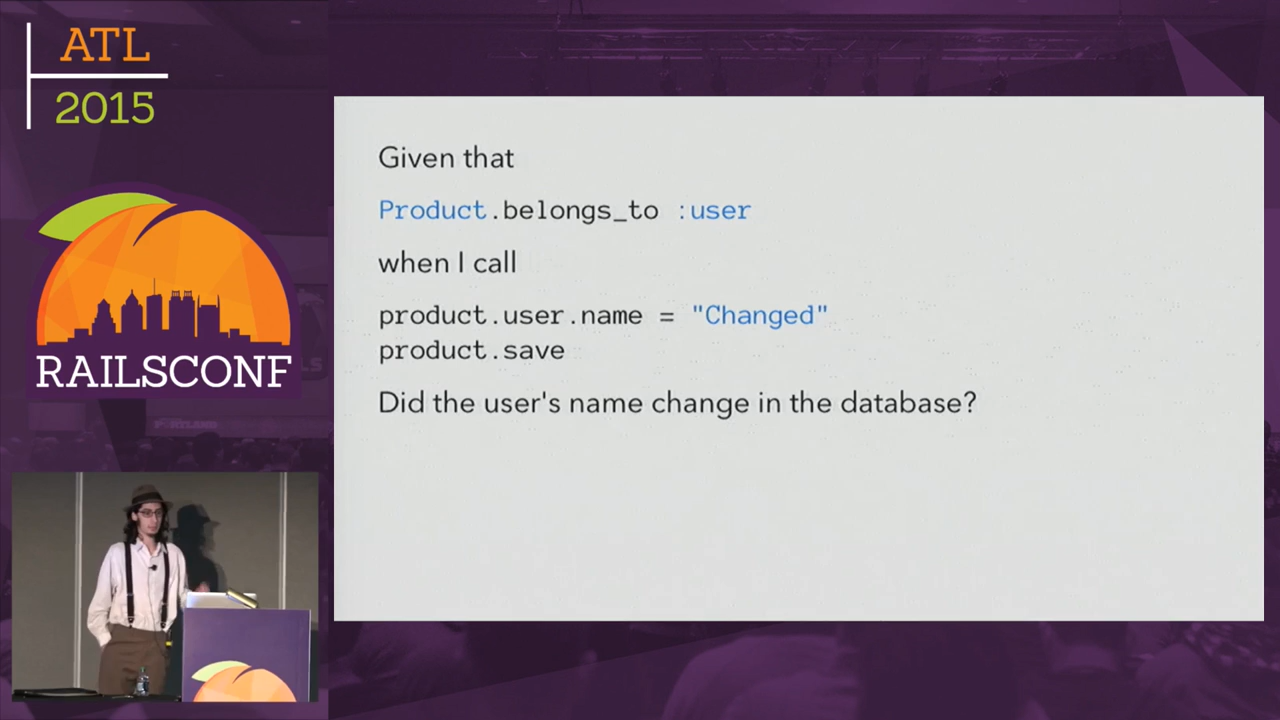 ATL
2015
RAILSCONF
Given that
Product.belongs_to :user
when I call
product.user.name = "Changed"
product.save
Did the user's name change in the database?